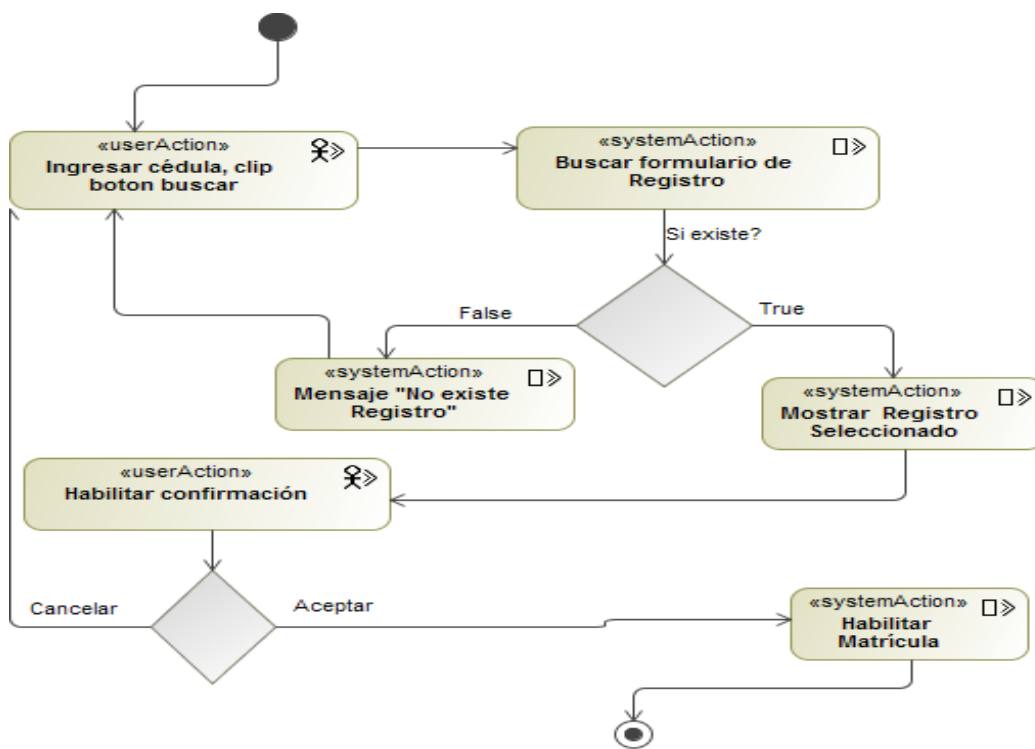 «userAction»
Ingresar cédula, clip
boton buscar
«systemAction»
Buscar formulario de
Registro
Si existe?
False
True
«systemAction»
Mensaje "No existe
Registro"
«systemAction»
Mostrar Registro
Seleccionado
«userAction»
Habilitar confirmación
Cancelar
Aceptar
«systemAction»
Habilitar
Matrícula